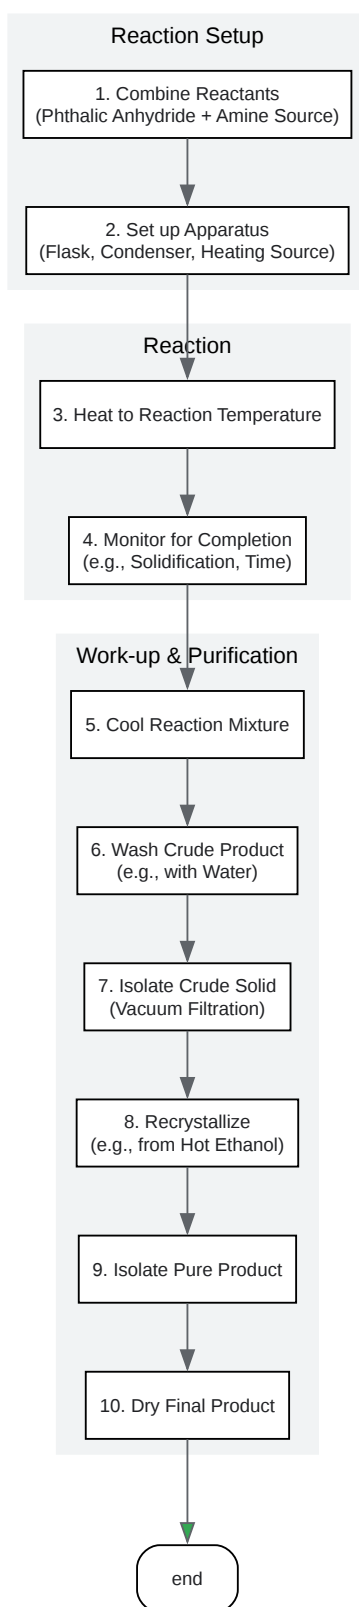 Reaction Setup
1. Combine Reactants
(Phthalic Anhydride + Amine Source)
2. Set up Apparatus
(Flask, Condenser, Heating Source)
Reaction
3. Heat to Reaction Temperature
4. Monitor for Completion
(e.g., Solidification, Time)
Work-up & Purification
5. Cool Reaction Mixture
6. Wash Crude Product
(e.g., with Water)
7. Isolate Crude Solid
(Vacuum Filtration)
8. Recrystallize
(e.g., from Hot Ethanol)
9. Isolate Pure Product
10. Dry Final Product
end